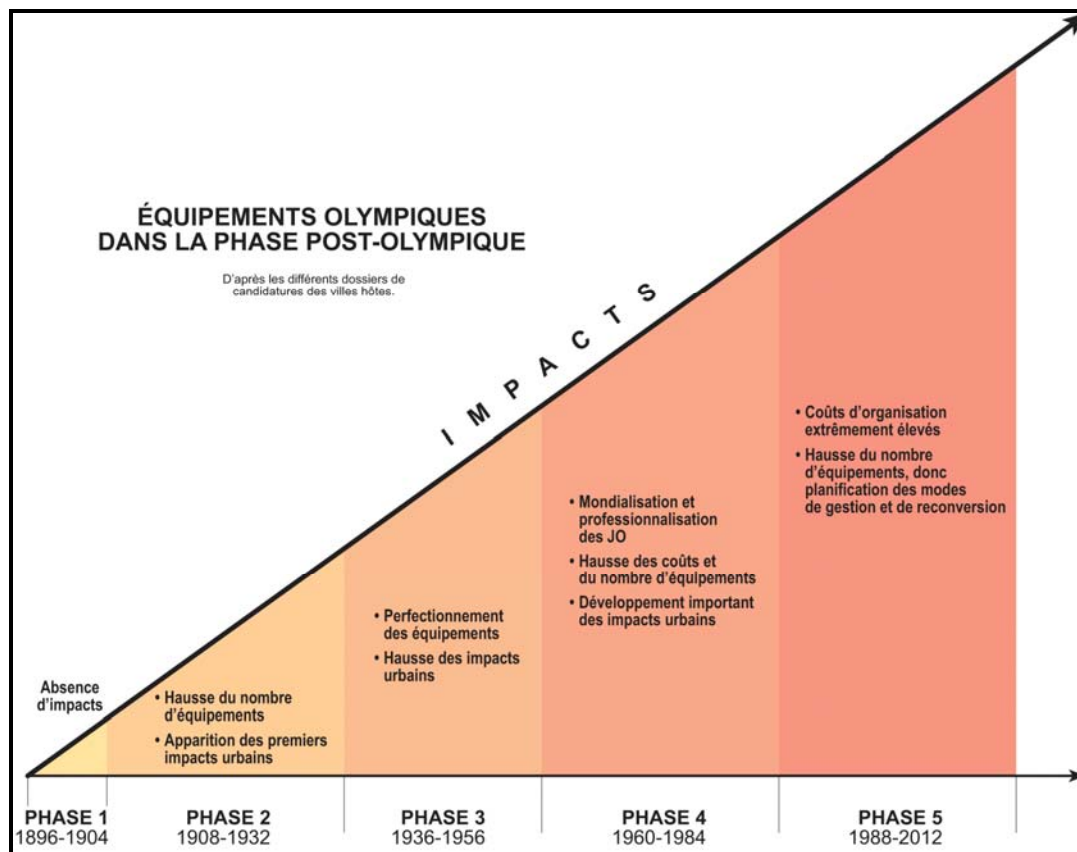 ÉQUIPEMENTS OLYMPIQUES
DANS LA PHASE POST-OLYMPIQUE
D'après les différents dossiers de
candidatures des villes hôtes.
IMPACTS
Absence
d'impacts
• Hausse du nombre
d'équipements
• Apparition des premiers
impacts urbains
• Perfectionnement
des équipements
• Hausse des impacts
urbains
• Mondialisation et
professionnalisation
des JO
• Hausse des coûts et
du nombre d'équipements
• Développement important
des impacts urbains
• Coûts d'organisation
extrêmement élevés
• Hausse du nombre
d'équipements, donc
planification des modes
de gestion et de reconversion
PHASE 1
1896-1904
PHASE 2
1908-1932
PHASE 3
1936-1956
PHASE 4
1960-1984
PHASE 5
1988-2012